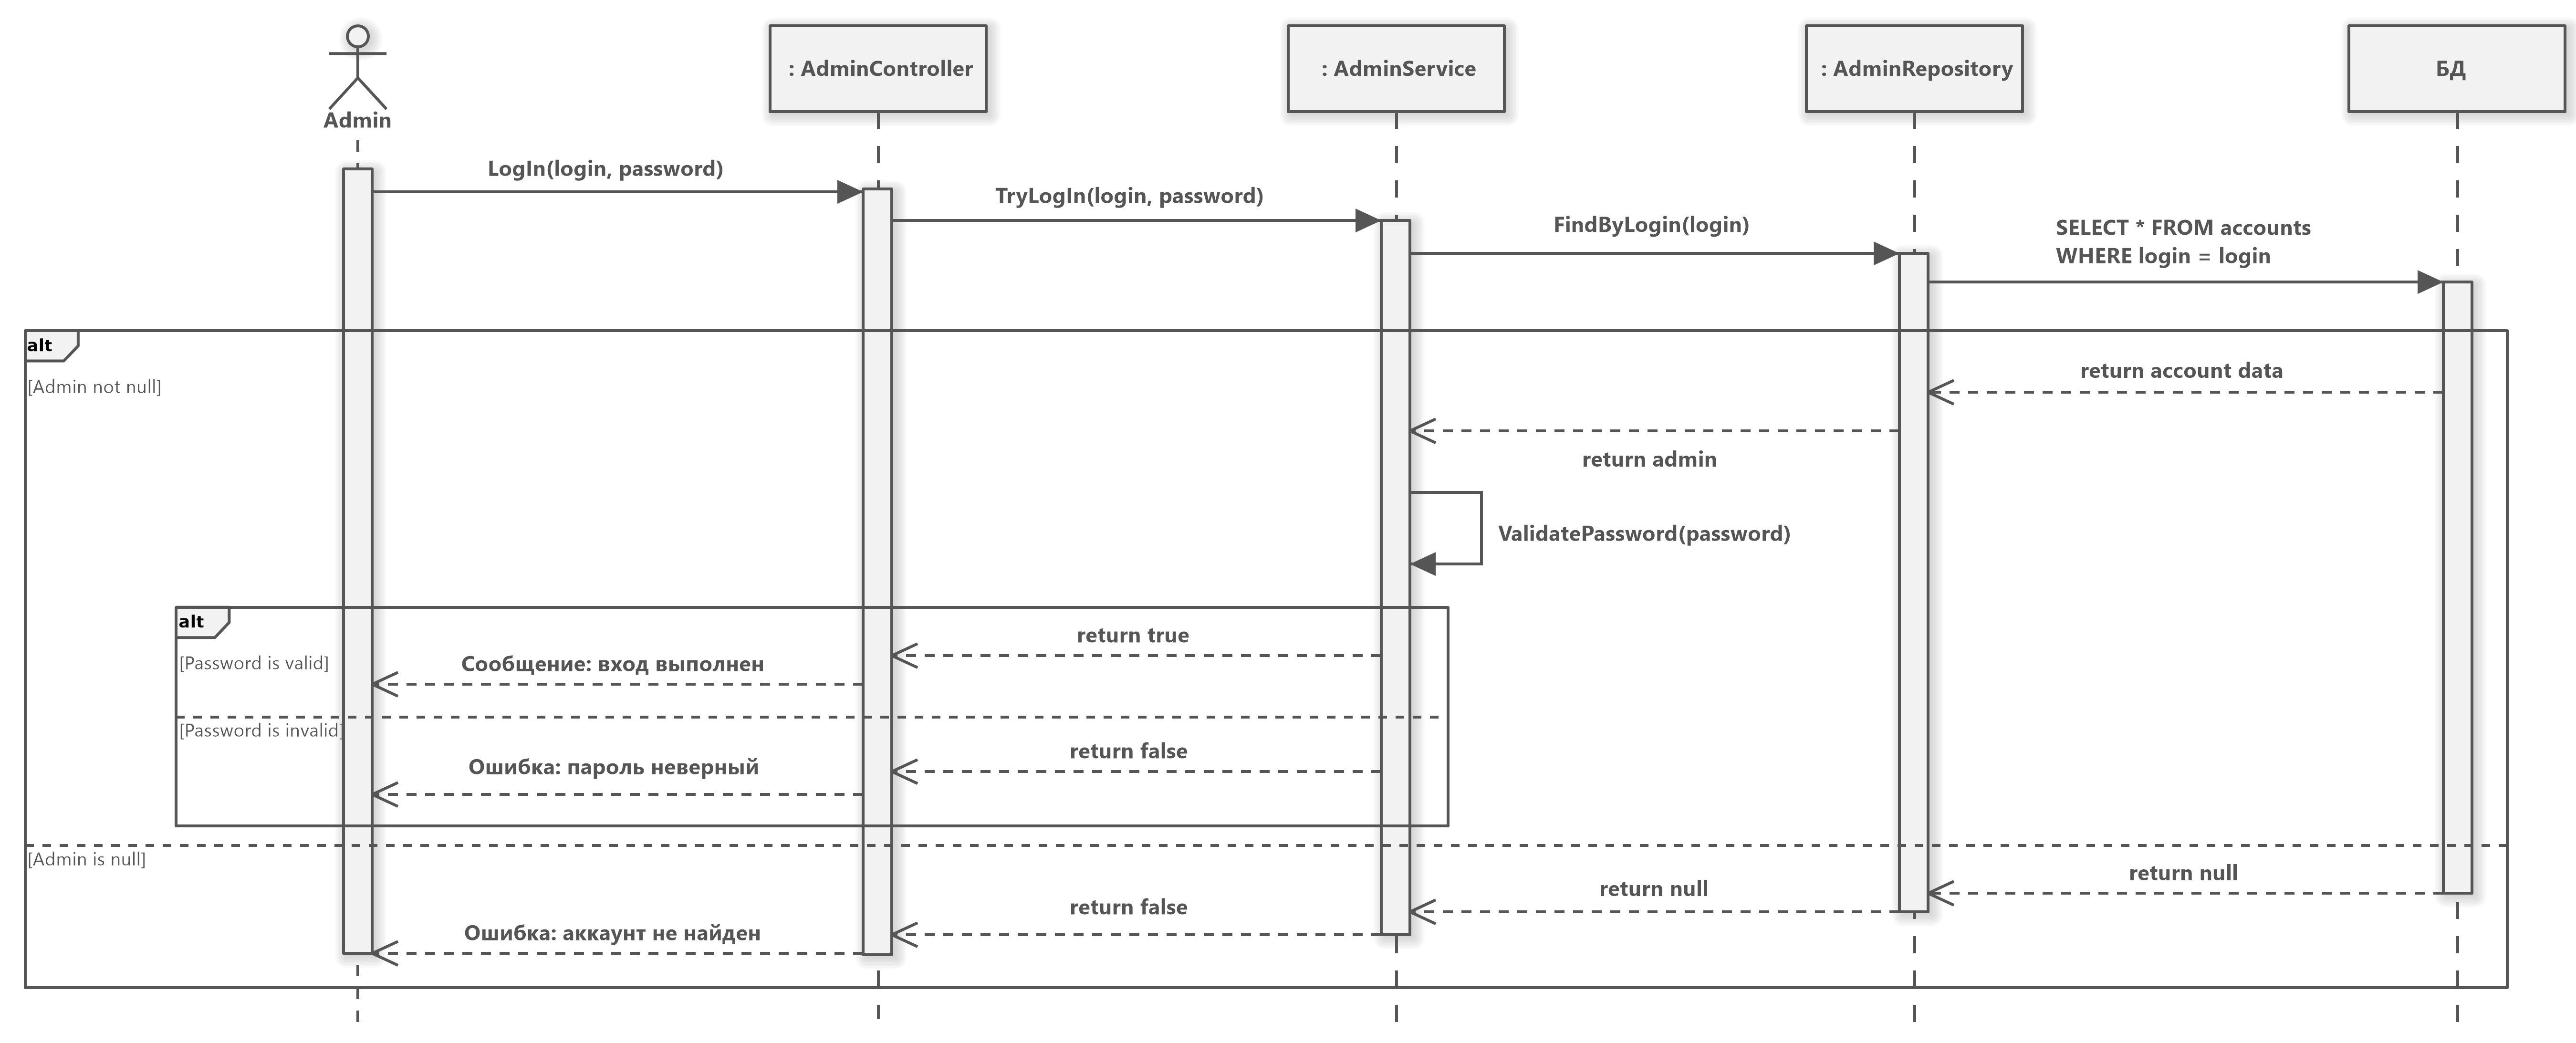 Admin
: AdminController
: AdminService
: AdminRepository
БД
LogIn(login, password)
TryLogIn(login, password)
FindByLogin(login)
SELECT * FROM accounts
WHERE login = login
alt
[Admin not null]
return account data
return admin
ValidatePassword(password)
alt
[Password is valid]
return true
Сообщение: вход выполнен
[Password is invalid]
return false
Ошибка: пароль неверный
[Admin is null]
return null
return null
return false
Ошибка: аккаунт не найден